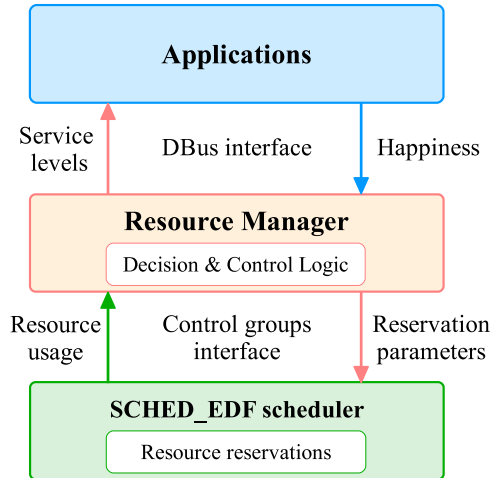 Applications
Service
levels
DBus interface
Happiness
Resource Manager
Decision & Control Logic
Resource
usage
Control groups
interface
Reservation
parameters
SCHED_EDF scheduler
Resource reservations